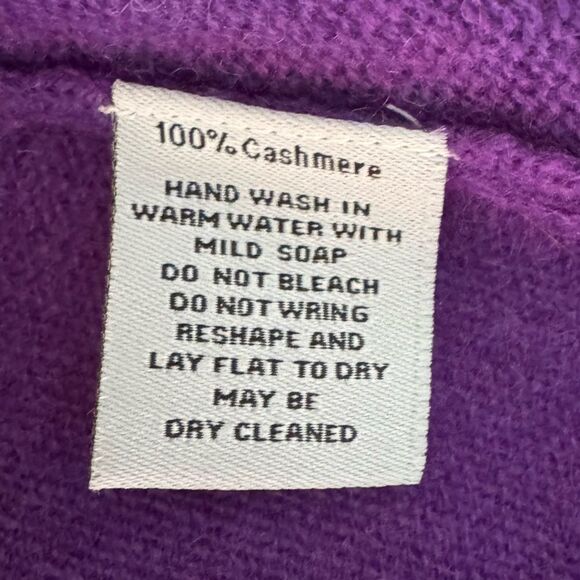 100% Cashmere
HAND WASH IN
WARM WATER WITH
MILD SOAP
DO NOT BLEACH
DO NOT WRING
RESHAPE AND
LAY FLAT TO DRY
MAY BE
DRY CLEANED